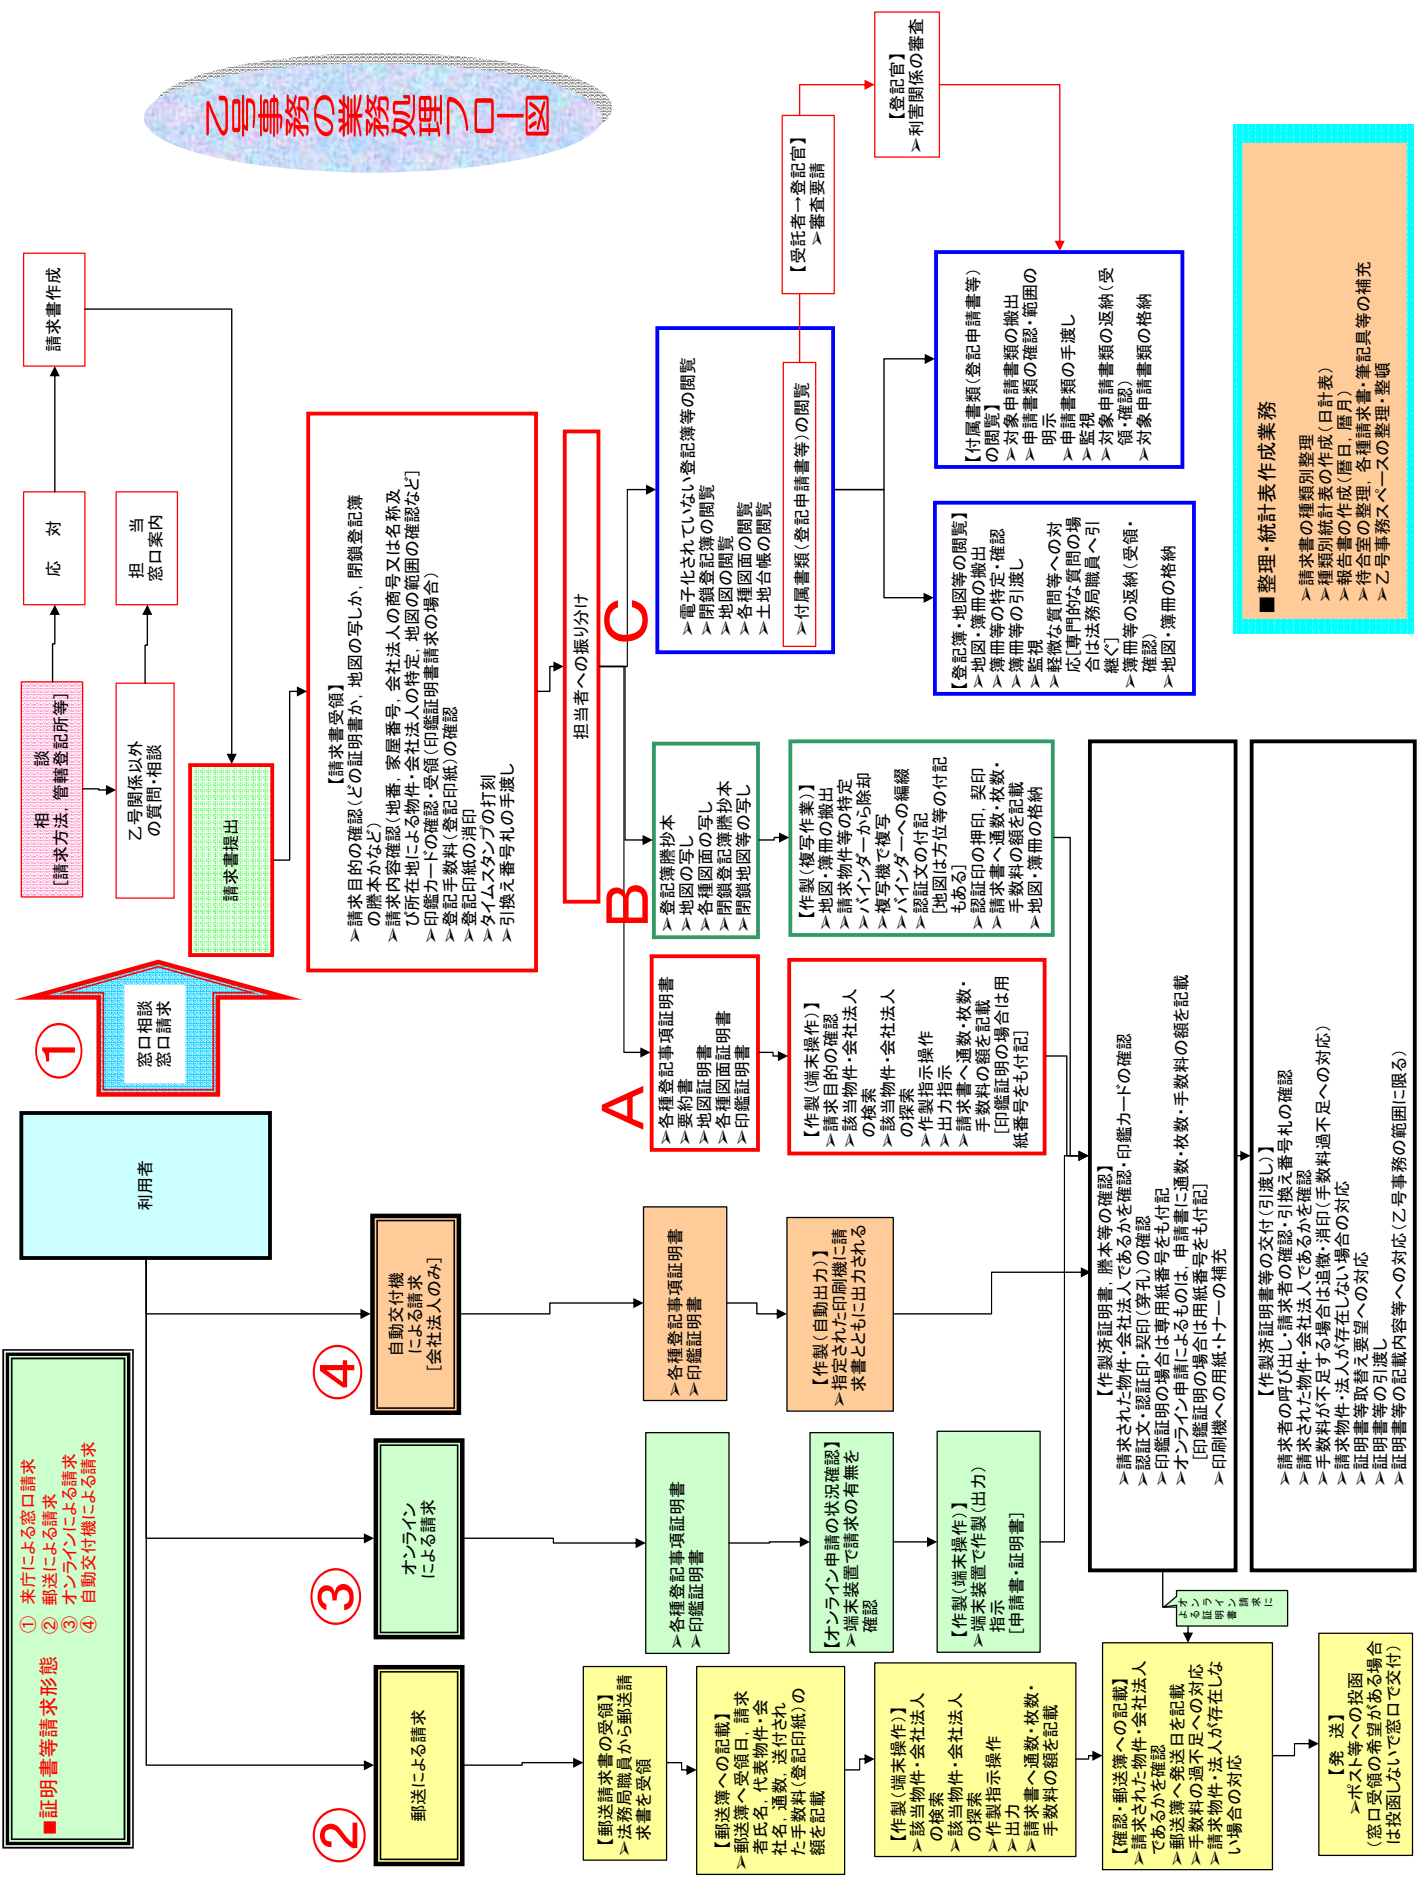 乙号事務の業務処理フロー図
■証明書等請求形態
① 来庁による窓口請求
② 郵送による請求
③ オンラインによる請求
④ 自動交付機による請求
利用者
①
窓口相談
窓口請求
相　談
[請求方法，管轄登記所等]
応　対
請求書作成
乙号関係以外
の質問・相談
担　当
窓口案内
請求書提出
【請求書受領】
➢請求目的の確認（どの証明書か，地図の写しか，閉鎖登記簿
の謄本かなど）
➢請求内容確認（地番，家屋番号，会社法人の商号又は名称及
び所在地による物件・会社法人の特定，地図の範囲の確認など］
➢印鑑カードの確認・受領（印鑑証明書請求の場合）
➢登記手数料（登記印紙）の確認
➢登記印紙の消印
➢タイムスタンプの打刻
➢引換え番号札の手渡し
担当者への振り分け
A
➢各種登記事項証明書
➢要約書
➢地図証明書
➢各種図面証明書
➢印鑑証明書
【作製（端末操作）】
➢請求目的の確認
➢該当物件・会社法人
の検索
➢該当物件・会社法人
の探索
➢作製指示操作
➢出力指示
➢請求書へ通数・枚数・
手数料の額を記載
［印鑑証明の場合は用
紙番号をも付記］
B
➢登記簿謄抄本
➢地図の写し
➢各種図面の写し
➢閉鎖登記簿謄抄本
➢閉鎖地図等の写し
【作製（複写作業）】
➢地図・簿冊の搬出
➢請求物件等の特定
➢バインダーから除却
➢複写機で複写
➢バインダーへの編綴
➢認証文の付記
［地図は方位等の付記
もある］
➢認証印の押印，契印
➢請求書へ通数・枚数・
手数料の額を記載
➢地図・簿冊の格納
C
➢電子化されていない登記簿等の閲覧
➢閉鎖登記簿の閲覧
➢地図の閲覧
➢各種図面の閲覧
➢土地台帳の閲覧
➢付属書類（登記申請書等）の閲覧
【受託者→登記官】
➢審査要請
【登記官】
➢利害関係の審査
【登記簿・地図等の閲覧】
➢地図・簿冊の搬出
➢簿冊等の特定・確認
➢簿冊等の引渡し
➢監視
➢軽微な質問等への対
応［専門的な質問の場
合は法務局職員へ引
継ぐ］
➢簿冊等の返納（受領・
確認）
➢地図・簿冊の格納
【付属書類（登記申請書等）
の閲覧】
➢対象申請書類の搬出
➢申請書類の確認・範囲の
明示
➢申請書類の手渡し
➢監視
➢対象申請書類の返納（受
領・確認）
➢対象申請書類の格納
②
郵送による請求
【郵送請求書の受領】
➢法務局職員から郵送請
求書を受領
【郵送簿への記載】
➢郵送簿へ受領日，請求
者氏名，代表物件・会
社名，通数，送付され
た手数料（登記印紙）の
額を記載
【作製（端末操作）】
➢該当物件・会社法人
の検索
➢該当物件・会社法人
の探索
➢作製指示操作
➢出力
➢請求書へ通数・枚数・
手数料の額を記載
【確認・郵送簿への記載】
➢請求された物件・会社法人
であるかを確認
➢郵送簿へ発送日を記載
➢手数料の過不足への対応
➢請求物件・法人が存在しな
い場合の対応
【発　送】
➢ポスト等への投函
（窓口受領の希望がある場合
は投函しないで窓口で交付）
③
オンライン
による請求
➢各種登記事項証明書
➢印鑑証明書
【オンライン申請の状況確認】
➢端末装置で請求の有無を
確認
【作製（端末操作）】
➢端末装置で作製（出力）
指示
［申請書・証明書］
④
自動交付機
による請求
[会社法人のみ]
➢各種登記事項証明書
➢印鑑証明書
【作製（自動出力）】
➢指定された印刷機に請
求書とともに出力される
【作製済証明書，謄本等の確認】
➢請求された物件・会社法人であるかを確認・印鑑カードの確認
➢認証文・認証印・契印（穿孔）の確認
➢印鑑証明の場合は専用紙番号をも付記
➢オンライン申請によるものは，申請書に通数・枚数・手数料の額を記載
［印鑑証明の場合は用紙番号をも付記］
➢印刷機への用紙・トナーの補充
オンライン請求に
よる証明書
【作製済証明書等の交付（引渡し）】
➢請求者の呼び出し・請求者の確認・引換え番号札の確認
➢請求された物件・会社法人であるかを確認
➢手数料が不足する場合は追徴・消印（手数料過不足への対応）
➢請求物件・法人が存在しない場合の対応
➢証明書等取替え要望への対応
➢証明書等の引渡し
➢証明書等の記載内容等への対応（乙号事務の範囲に限る）
■整理・統計表作成業務
➢請求書の種類別整理
➢種類別統計表の作成（日計表）
➢報告書の作成（暦日，暦月）
➢待合室の整理，各種請求書・筆記具等の補充
➢乙号事務スペースの整理・整頓